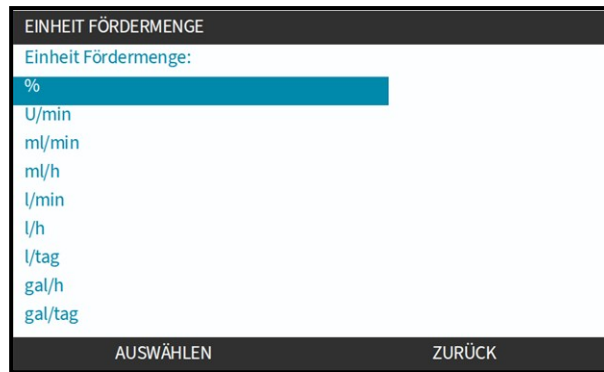 EINHEIT FÖRDERMENGE
Einheit Fördermenge:
%
U/min
ml/min
ml/h
l/min
l/h
l/tag
gal/h
gal/tag
AUSWÄHLEN ZURÜCK